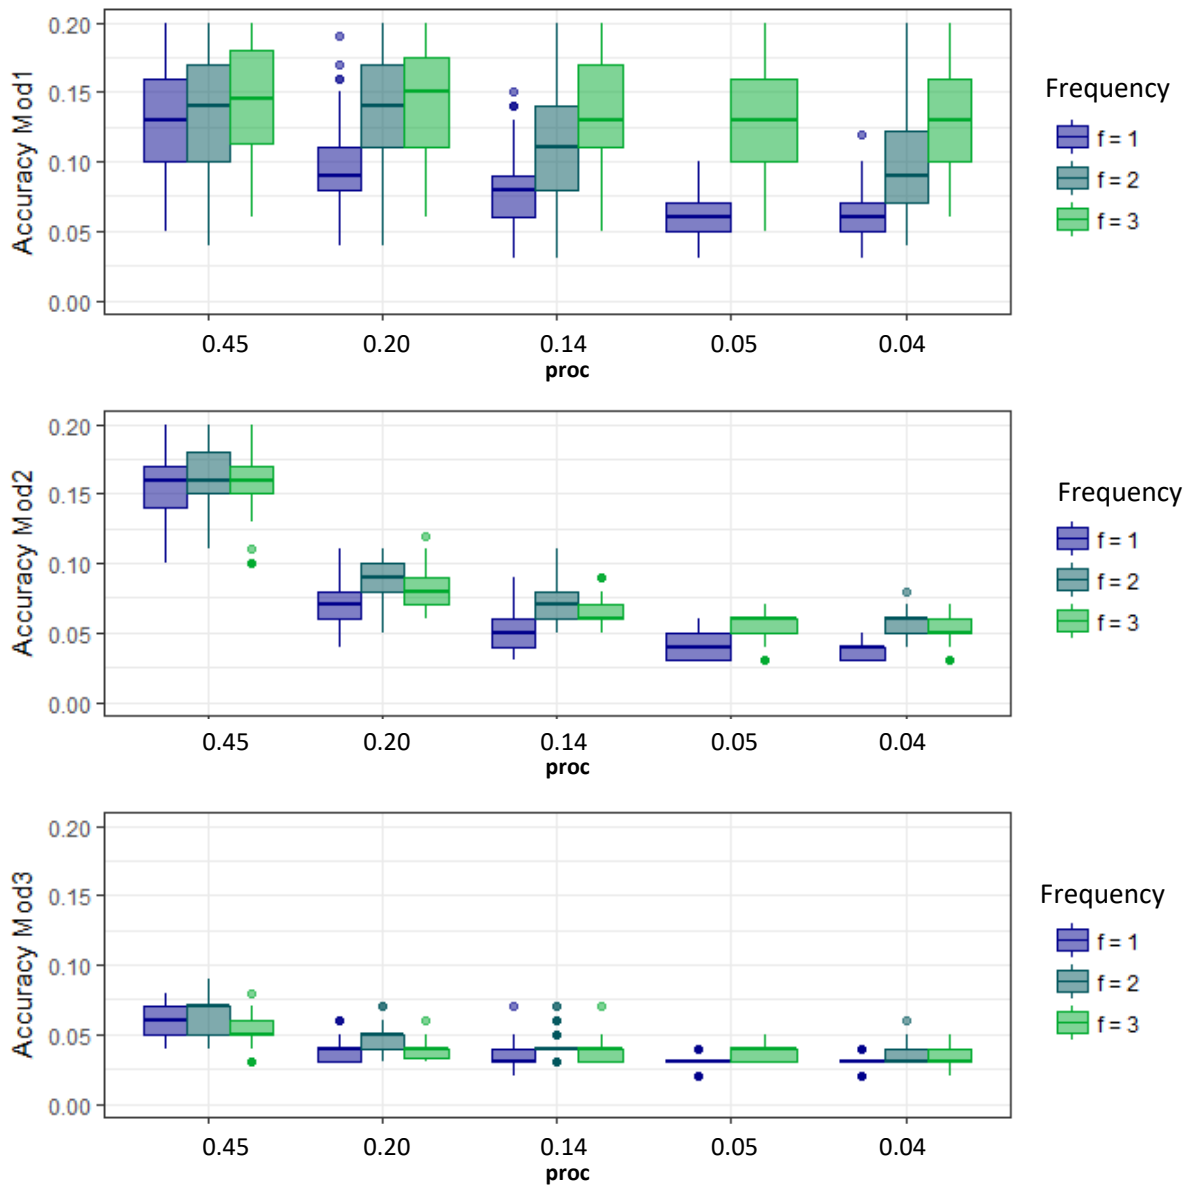 Accuracy Mod1
0.20
0.15
0.10
0.05
0.00
0.45 0.20 0.14 0.05 0.04
proc
Frequency
f = 1
f = 2
f = 3
Accuracy Mod2
0.20
0.15
0.10
0.05
0.00
0.45 0.20 0.14 0.05 0.04
proc
Frequency
f = 1
f = 2
f = 3
Accuracy Mod3
0.20
0.15
0.10
0.05
0.00
0.45 0.20 0.14 0.05 0.04
proc
Frequency
f = 1
f = 2
f = 3